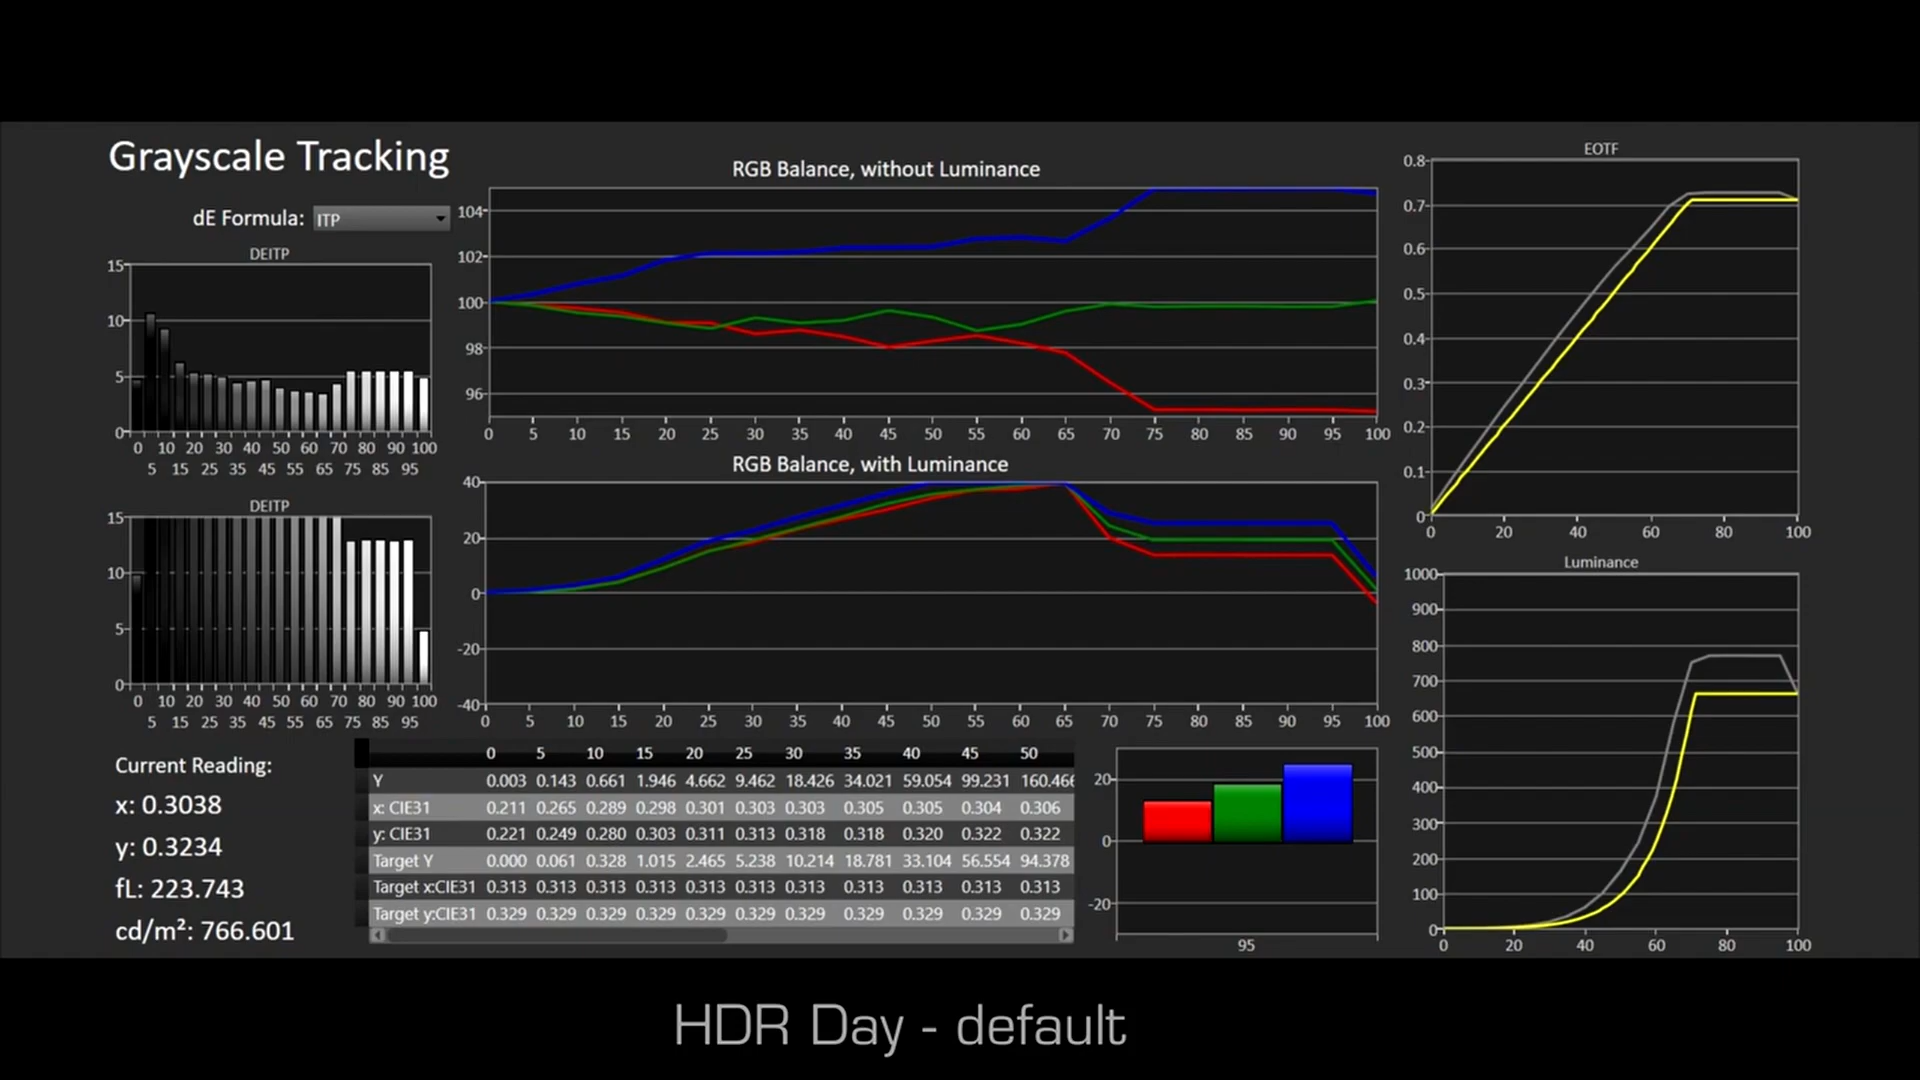 Grayscale Tracking
dE Formula: ITP
DEITP
15
10
5
0
0 10 20 30 40 50 60 70 80 90 100
5 15 25 35 45 55 65 75 85 95
DEITP
15
10
5
0
0 10 20 30 40 50 60 70 80 90 100
5 15 25 35 45 55 65 75 85 95
RGB Balance, without Luminance
104
102
100
98
96
0 5 10 15 20 25 30 35 40 45 50 55 60 65 70 75 80 85 90 95 100
RGB Balance, with Luminance
40
20
0
-20
-40
0 5 10 15 20 25 30 35 40 45 50 55 60 65 70 75 80 85 90 95 100
EOTF
0.8
0.7
0.6
0.5
0.4
0.3
0.2
0.1
0
0 20 40 60 80 100
Luminance
1000
900
800
700
600
500
400
300
200
100
0
0 20 40 60 80 100
Current Reading:
x: 0.3038
y: 0.3234
fL: 223.743
cd/m²: 766.601
0 5 10 15 20 25 30 35 40 45 50
Y 0.003 0.143 0.661 1.946 4.662 9.462 18.426 34.021 59.054 99.231 160.466
x: CIE31 0.211 0.265 0.289 0.298 0.301 0.303 0.303 0.305 0.305 0.304 0.306
y: CIE31 0.221 0.249 0.280 0.303 0.311 0.313 0.318 0.318 0.320 0.322 0.322
Target Y 0.000 0.061 0.328 1.015 2.465 5.238 10.214 18.781 33.104 56.554 94.378
Target x:CIE31 0.313 0.313 0.313 0.313 0.313 0.313 0.313 0.313 0.313 0.313 0.313
Target y:CIE31 0.329 0.329 0.329 0.329 0.329 0.329 0.329 0.329 0.329 0.329 0.329
20
0
-20
95
HDR Day - default